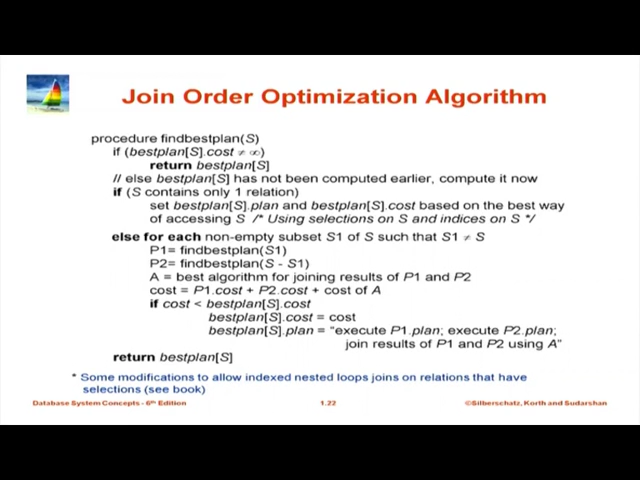 Join Order Optimization Algorithm
procedure findbestplan(S)
if (bestplan[S].cost ≠ ∞)
return bestplan[S]
// else bestplan[S] has not been computed earlier, compute it now
if (S contains only 1 relation)
set bestplan[S].plan and bestplan[S].cost based on the best way
of accessing S /* Using selections on S and indices on S */
else for each non-empty subset S1 of S such that S1 ≠ S
P1= findbestplan(S1)
P2= findbestplan(S - S1)
A = best algorithm for joining results of P1 and P2
cost = P1.cost + P2.cost + cost of A
if cost < bestplan[S].cost
bestplan[S].cost = cost
bestplan[S].plan = "execute P1.plan; execute P2.plan;
join results of P1 and P2 using A"
return bestplan[S]
* Some modifications to allow indexed nested loops joins on relations that have
selections (see book)
Database System Concepts - 6th Edition
1.22
©Silberschatz, Korth and Sudarshan